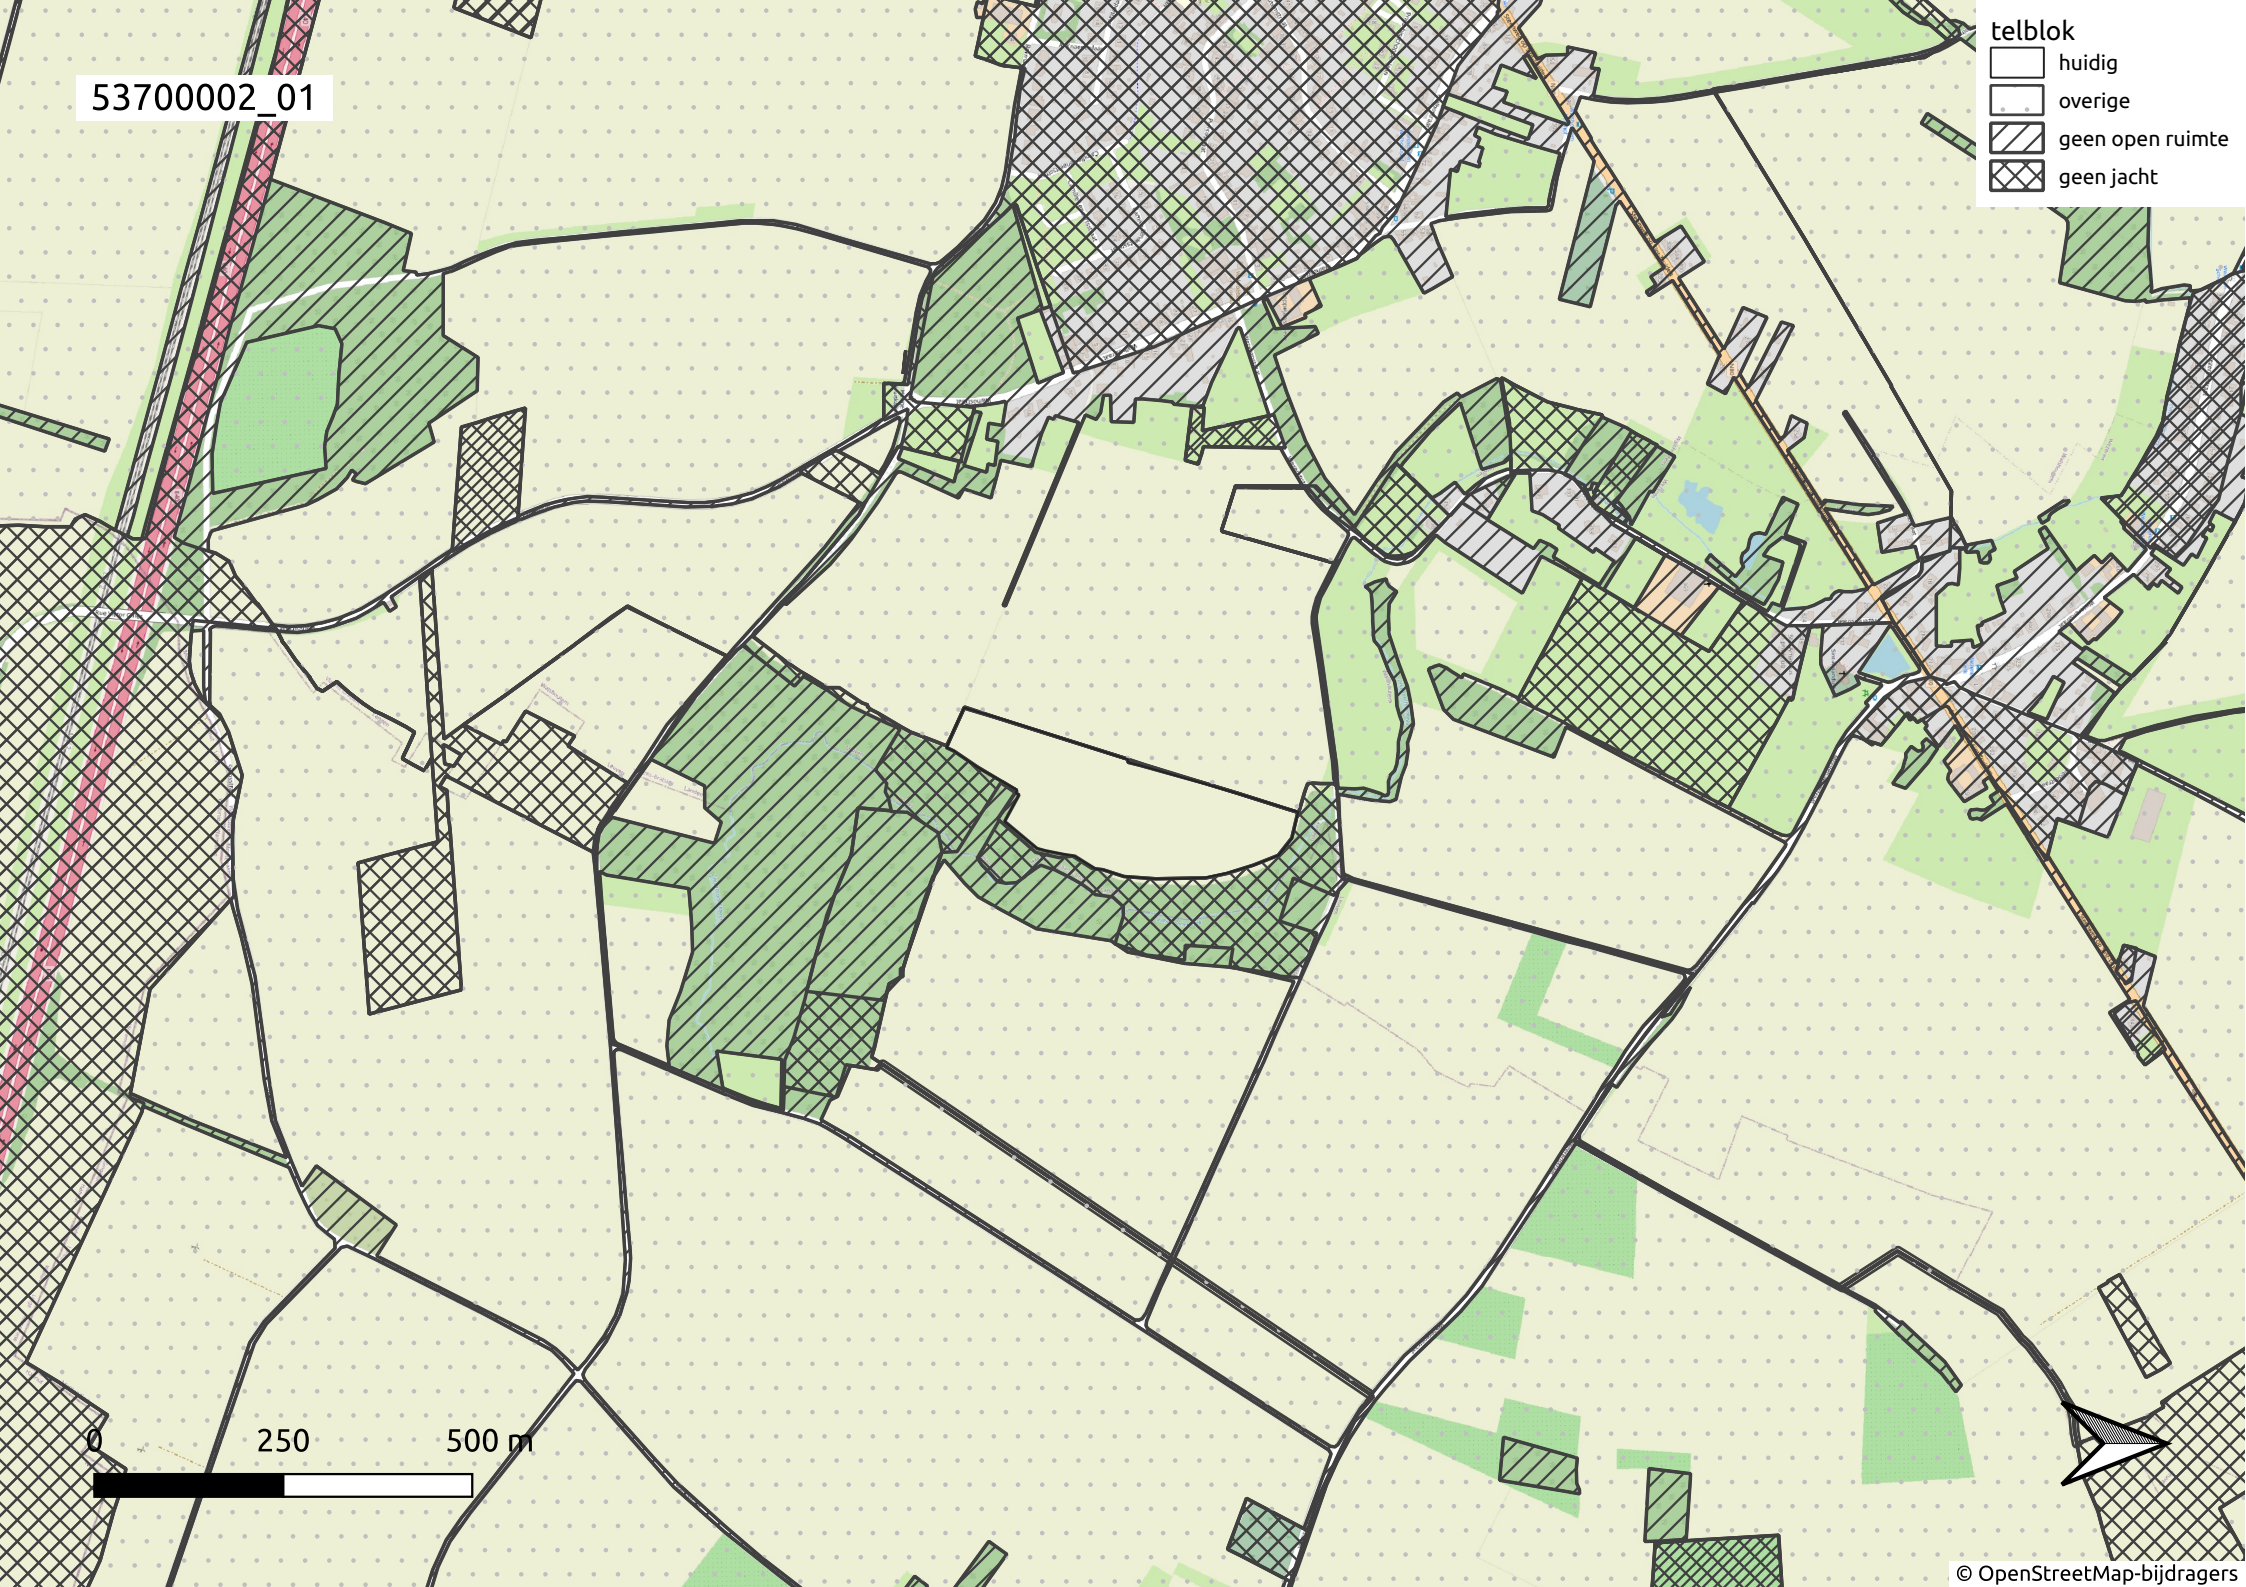 53700002_01
telblok
huidig
overige
geen open ruimte
geen jacht
0 250 500 m
© OpenStreetMap-bijdragers